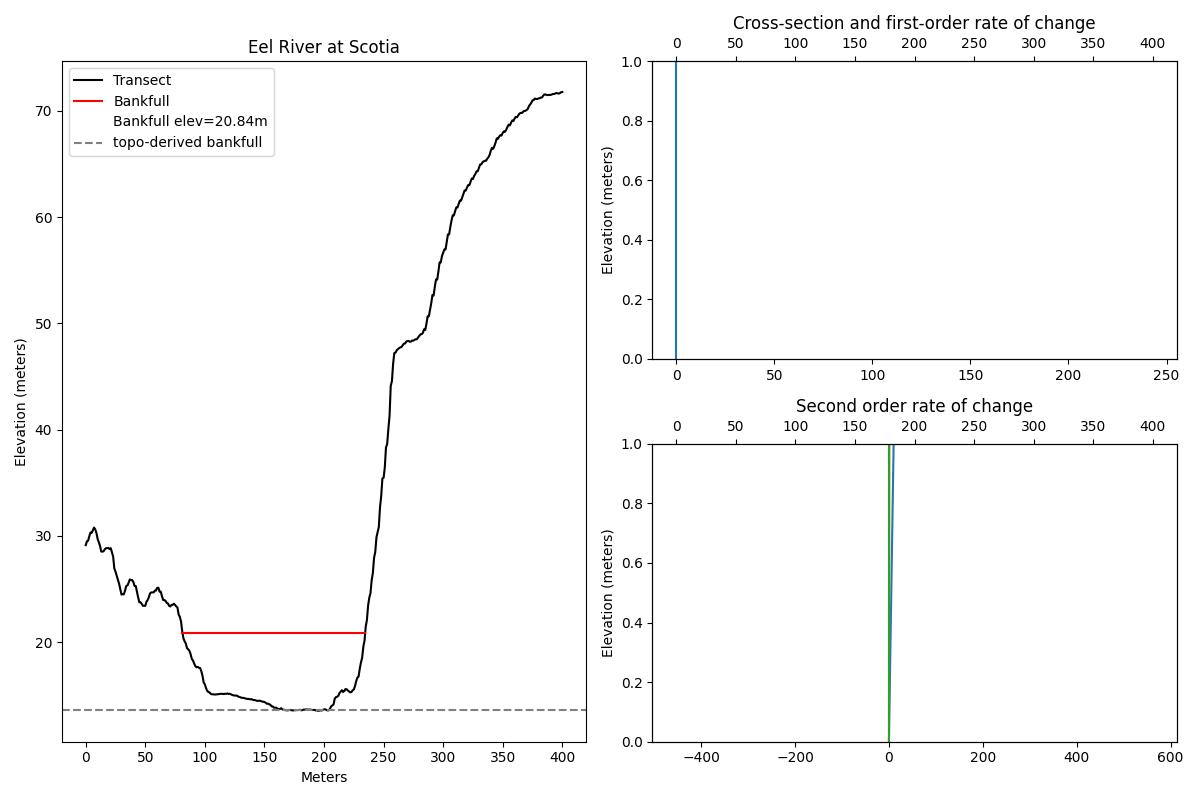 Eel River at Scotia
Transect
Bankfull
Bankfull elev=20.84m
topo-derived bankfull
Elevation (meters)
70
60
50
40
30
20
0 50 100 150 200 250 300 350 400
Meters
Cross-section and first-order rate of change
0 50 100 150 200 250 300 350 400
Elevation (meters)
1.0
0.8
0.6
0.4
0.2
0.0
0 50 100 150 200 250
Second order rate of change
0 50 100 150 200 250 300 350 400
Elevation (meters)
1.0
0.8
0.6
0.4
0.2
0.0
−400 −200 0 200 400 600